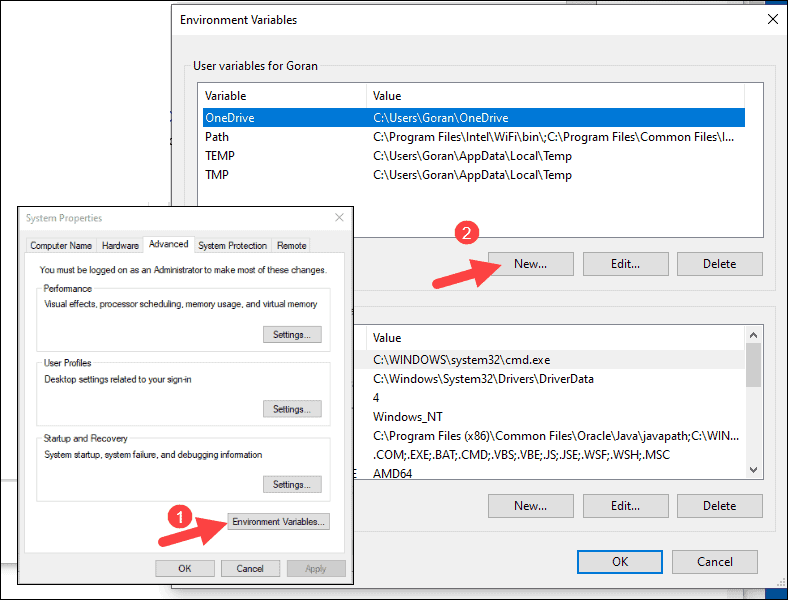 Environment Variables
User variables for Goran
Variable Value
OneDrive C:\Users\Goran\OneDrive
Path C:\Program Files\Intel\WiFi\bin\;C:\Program Files\Common Files\I...
TEMP C:\Users\Goran\AppData\Local\Temp
TMP C:\Users\Goran\AppData\Local\Temp
2
New... Edit... Delete
Value
C:\WINDOWS\system32\cmd.exe
C:\Windows\System32\Drivers\DriverData
4
Windows_NT
C:\Program Files (x86)\Common Files\Oracle\Java\javapath;C:\WIN...
.COM;.EXE;.BAT;.CMD;.VBS;.VBE;.JS;.JSE;.WSF;.WSH;.MSC
AMD64
New... Edit... Delete
OK Cancel
System Properties
Computer Name Hardware Advanced System Protection Remote
You must be logged on as an Administrator to make most of these changes.
Performance
Visual effects, processor scheduling, memory usage, and virtual memory
Settings...
User Profiles
Desktop settings related to your sign-in
Settings...
Startup and Recovery
System startup, system failure, and debugging information
Settings...
1
Environment Variables...
OK Cancel Apply